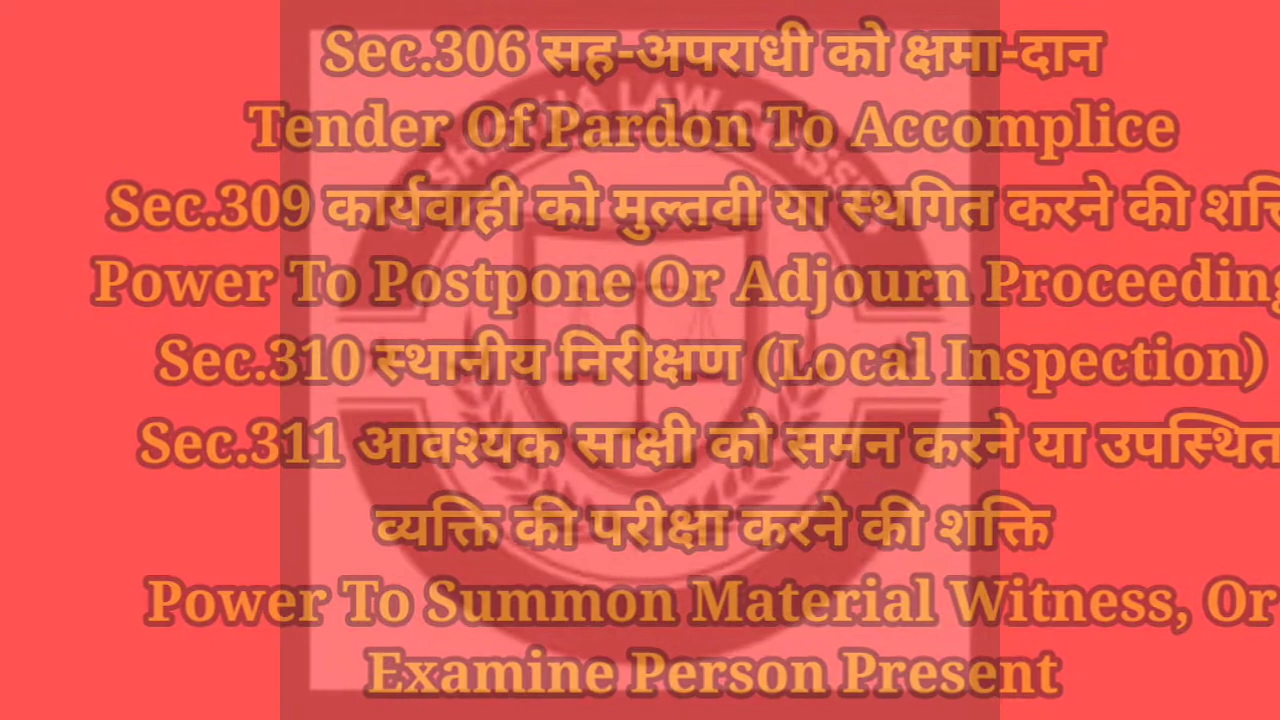 Sec.306 सह-अपराधी को क्षमा-दान
Tender Of Pardon To Accomplice
Sec.309 कार्यवाही को मुल्तवी या स्थगित करने की
Power To Postpone Or Adjourn
Sec.310 स्थानीय निरीक्षण (Local Inspection)
Sec.311 आवश्यक साक्षी को समन करने या उपस्थित
व्यक्ति की परीक्षा करने की शक्ति
Power To Summon Material Witness, Or
Examine Person Present
LAW